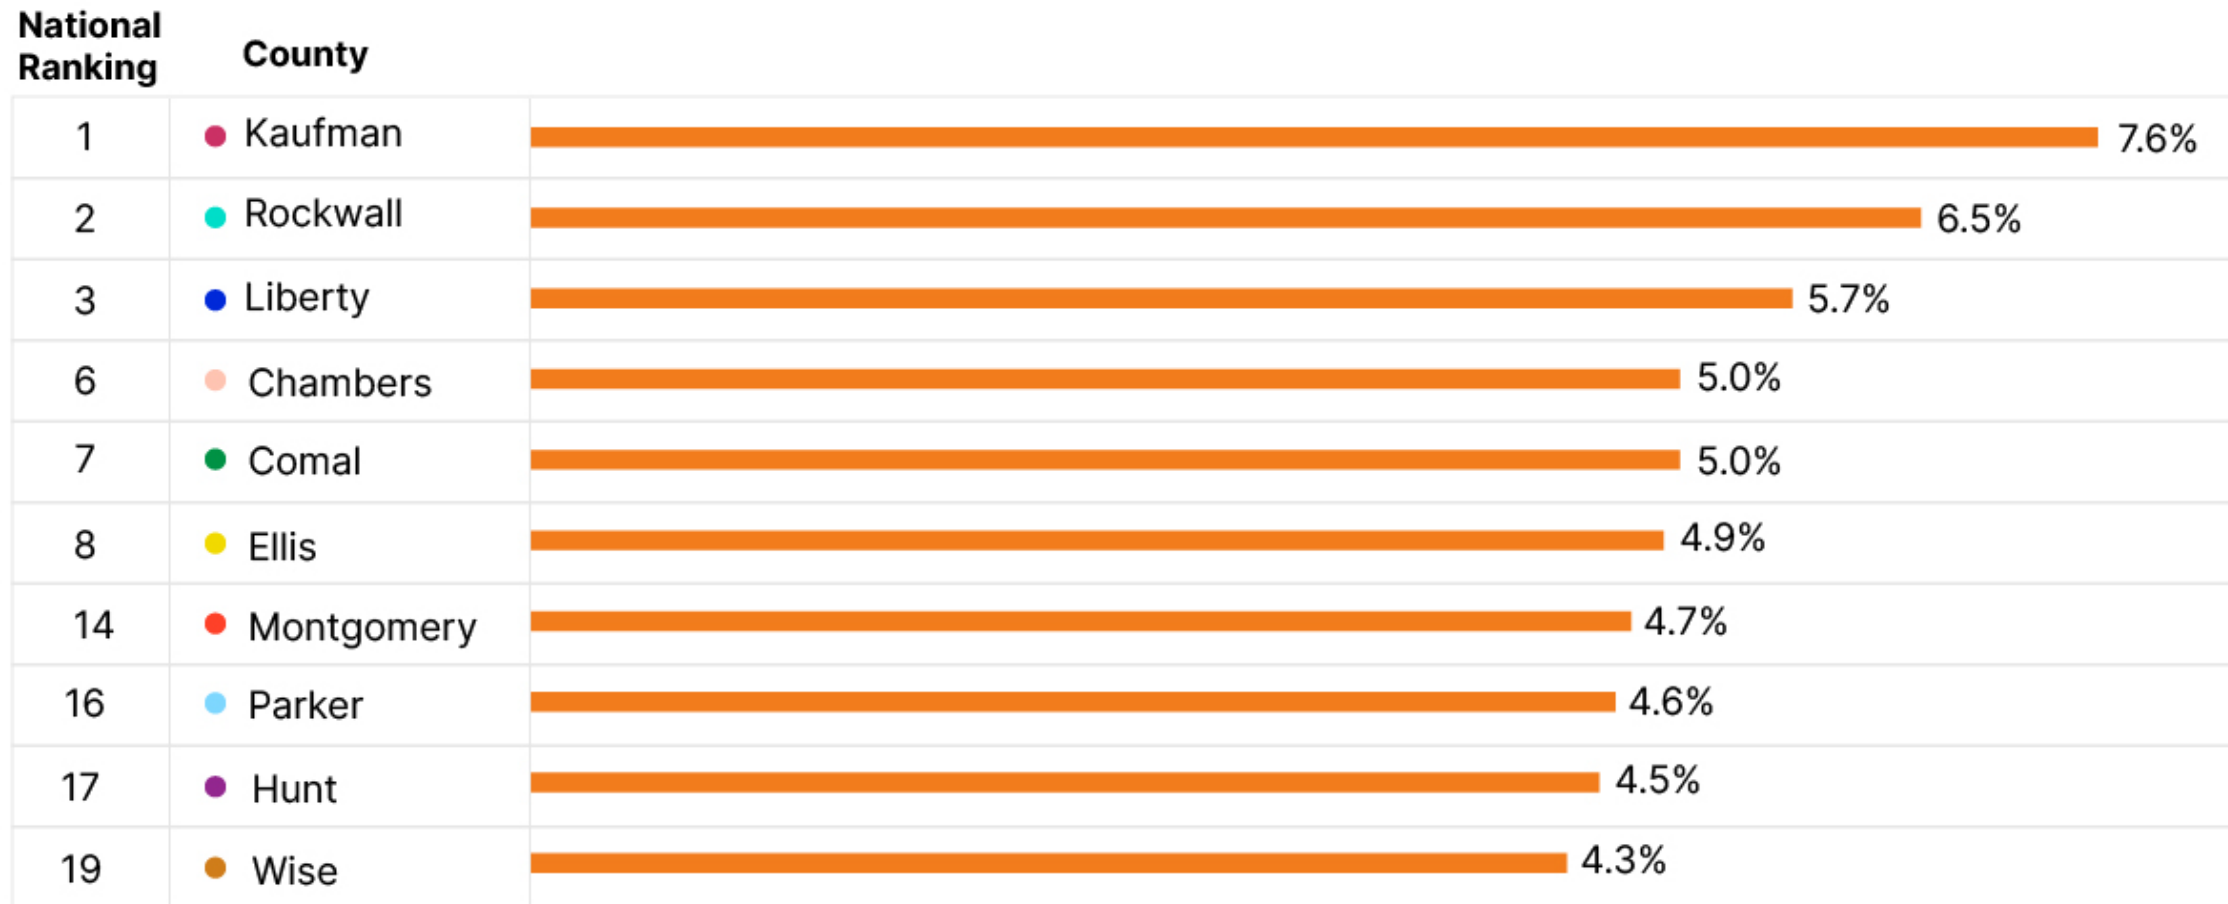 National
Ranking
County
1 Kaufman 7.6%
2 Rockwall 6.5%
3 Liberty 5.7%
6 Chambers 5.0%
7 Comal 5.0%
8 Ellis 4.9%
14 Montgomery 4.7%
16 Parker 4.6%
17 Hunt 4.5%
19 Wise 4.3%